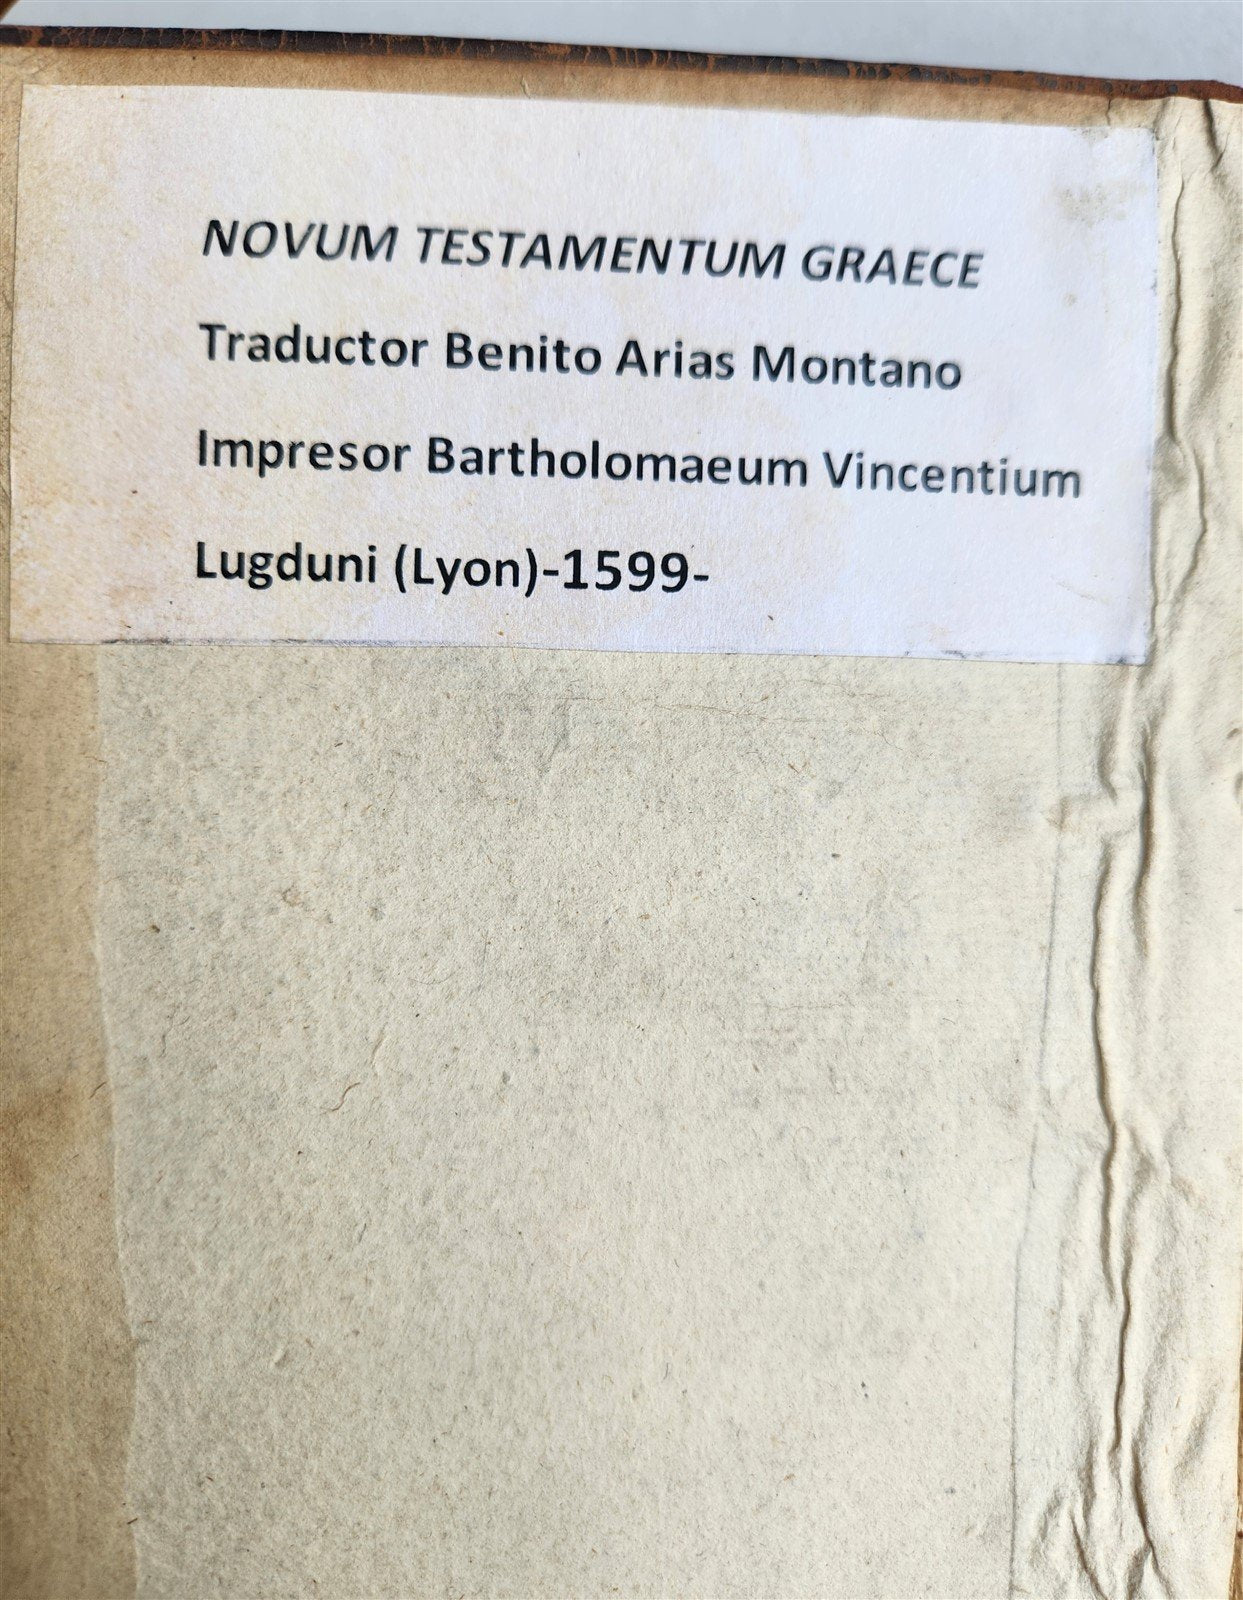 NOVUM TESTAMENTUM GRAECE
Traductor Benito Arias Montano
Impresor Bartholomaeum Vincentium
Lugduni (Lyon)-1599-